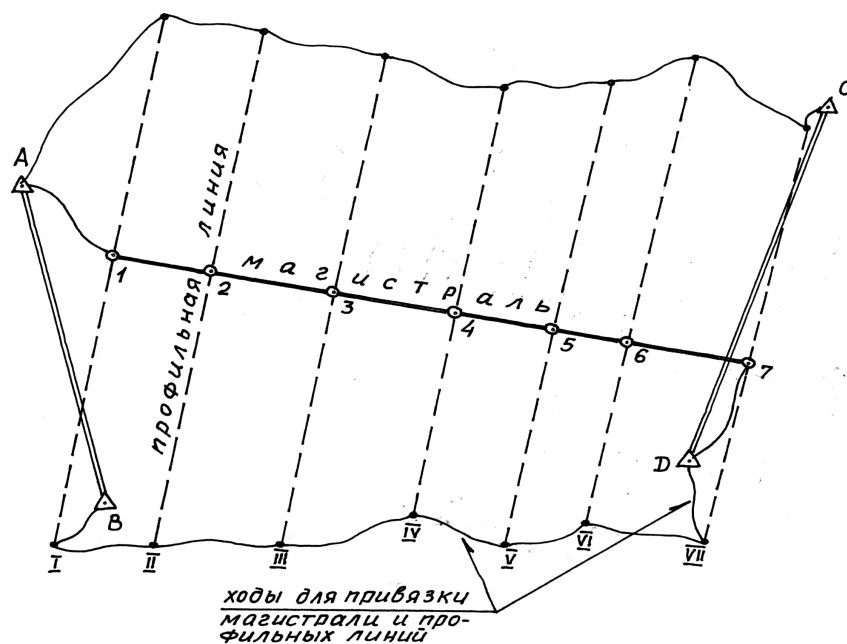 C
A
профильная линия
магистраль
1
2
3
4
5
6
7
D
B
I
II
III
IV
V
VI
VII
ходы для привязки
магистрали и про-
фильных линий